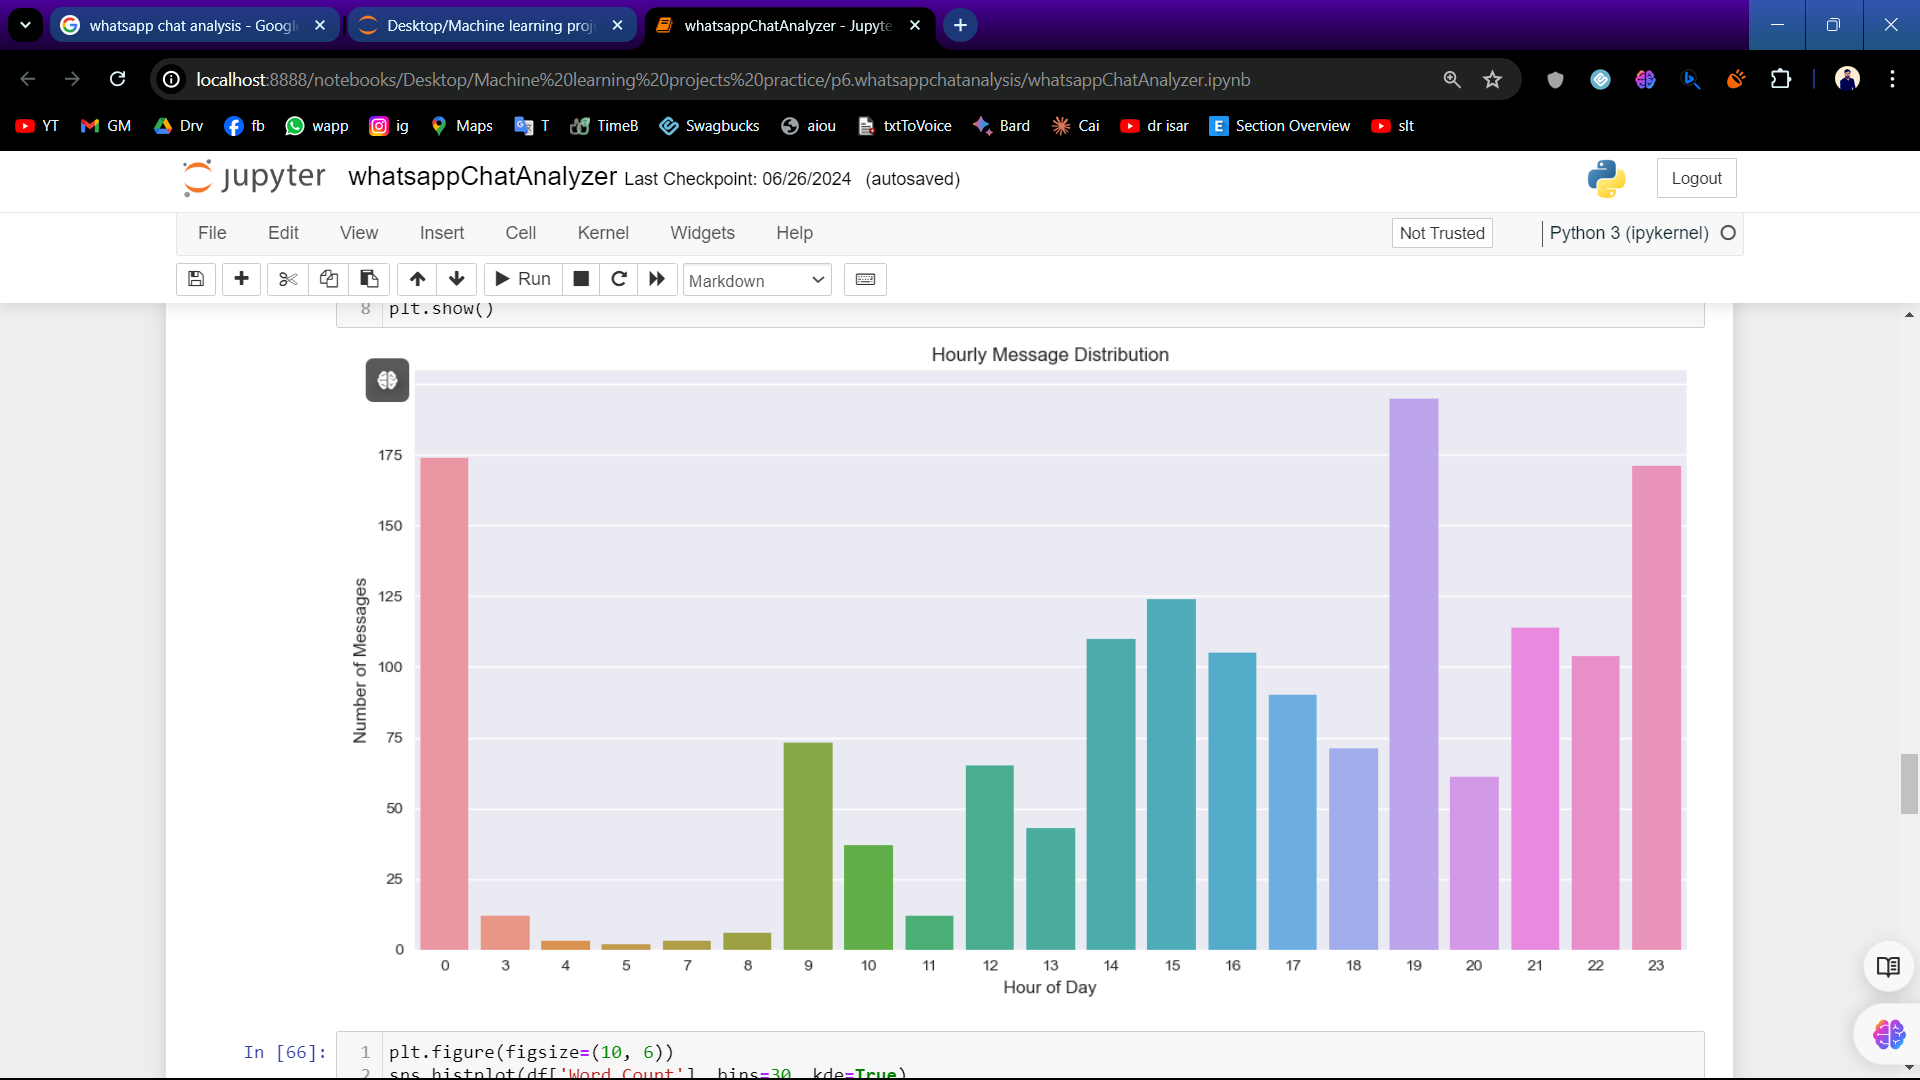 whatsapp chat analysis - Googl
Desktop/Machine learning proj
whatsappChatAnalyzer - Jupyte
localhost:8888/notebooks/Desktop/Machine%20learning%20projects%20practice/p6.whatsappchatanalysis/whatsappChatAnalyzer.ipynb
YT GM Drv fb wapp ig Maps T TimeB Swagbucks aiou txtToVoice Bard Cai dr isar Section Overview slt
jupyter whatsappChatAnalyzer Last Checkpoint: 06/26/2024 (autosaved)
Logout
File Edit View Insert Cell Kernel Widgets Help
Not Trusted
Python 3 (ipykernel)
Run
Markdown
8 plt.show()
Hourly Message Distribution
175
150
125
100
75
50
25
0
Number of Messages
0 3 4 5 7 8 9 10 11 12 13 14 15 16 17 18 19 20 21 22 23
Hour of Day
In [66]:
1 plt.figure(figsize=(10, 6))
2 sns.histplot(df['Word Count'], bins=30, kde=True)